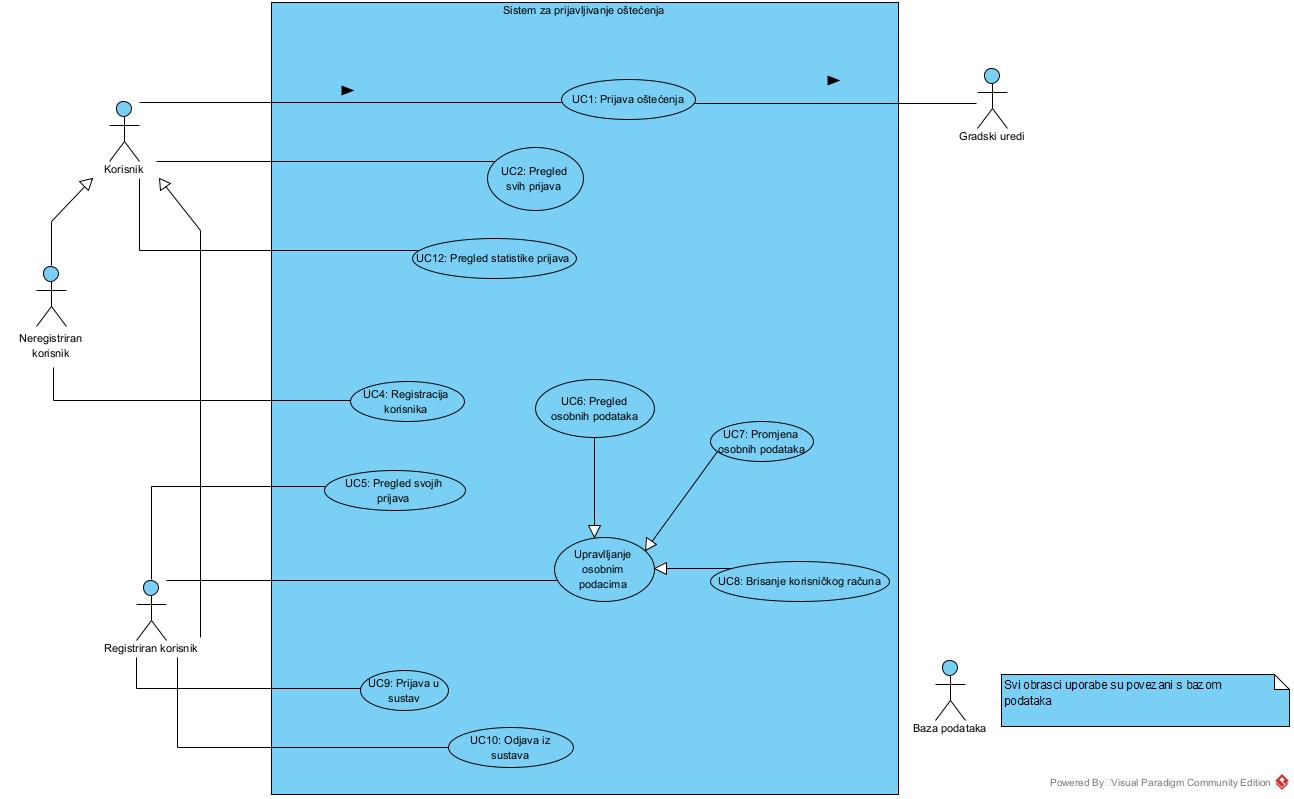 Sistem za prijavljivanje oštećenja
UC1: Prijava oštećenja
Gradski uredi
Korisnik
UC2: Pregled
svih prijava
UC12: Pregled statistike prijava
Neregistriran
korisnik
UC4: Registracija
korisnika
UC6: Pregled
osobnih podataka
UC7: Promjena
osobnih podataka
UC5: Pregled svojih
prijava
Upravlljanje
osobnim
podacima
UC8: Brisanje korisničkog računa
Registriran korisnik
UC9: Prijava u
sustav
UC10: Odjava iz
sustava
Baza podataka
Svi obrasci uporabe su povezani s bazom
podataka
Powered By Visual Paradigm Community Edition